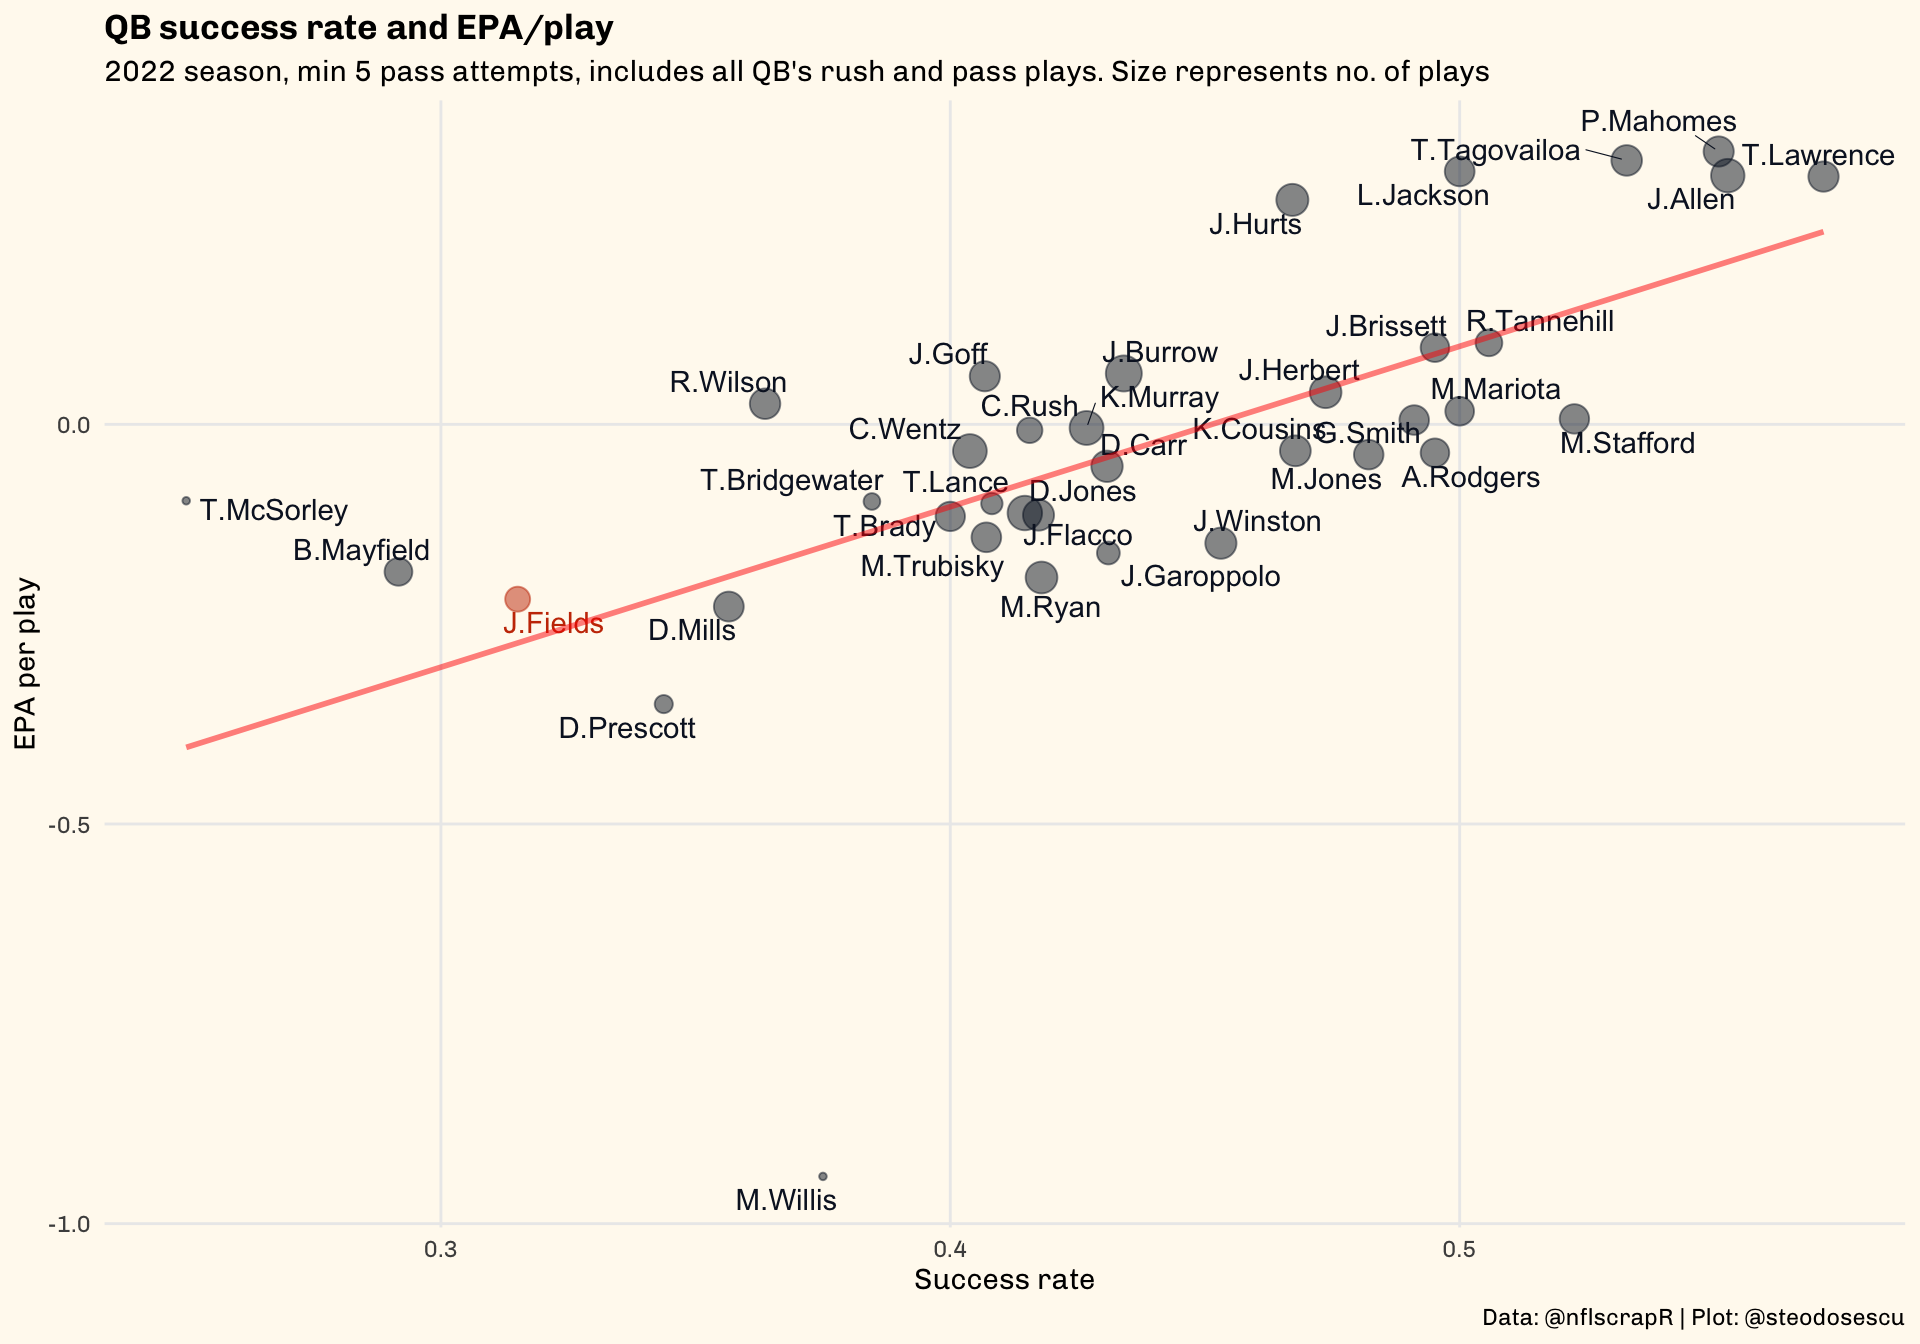 QB success rate and EPA/play
2022 season, min 5 pass attempts, includes all QB's rush and pass plays. Size represents no. of plays
P.Mahomes
T.Tagovailoa
T.Lawrence
L.Jackson
J.Allen
J.Hurts
R.Tannehill
J.Brissett
J.Burrow
J.Goff
J.Herbert
R.Wilson
M.Mariota
K.Murray
C.Rush
0.0
C.Wentz
K.Cousins
G.Smith
D.Carr
M.Stafford
A.Rodgers
M.Jones
T.Bridgewater
T.Lance
D.Jones
T.McSorley
J.Winston
T.Brady
J.Flacco
B.Mayfield
M.Trubisky
J.Garoppolo
M.Ryan
J.Fields
D.Mills
EPA per play
D.Prescott
-0.5
M.Willis
-1.0
0.3
0.4
0.5
Success rate
Data: @nflscrapR | Plot: @steodosescu